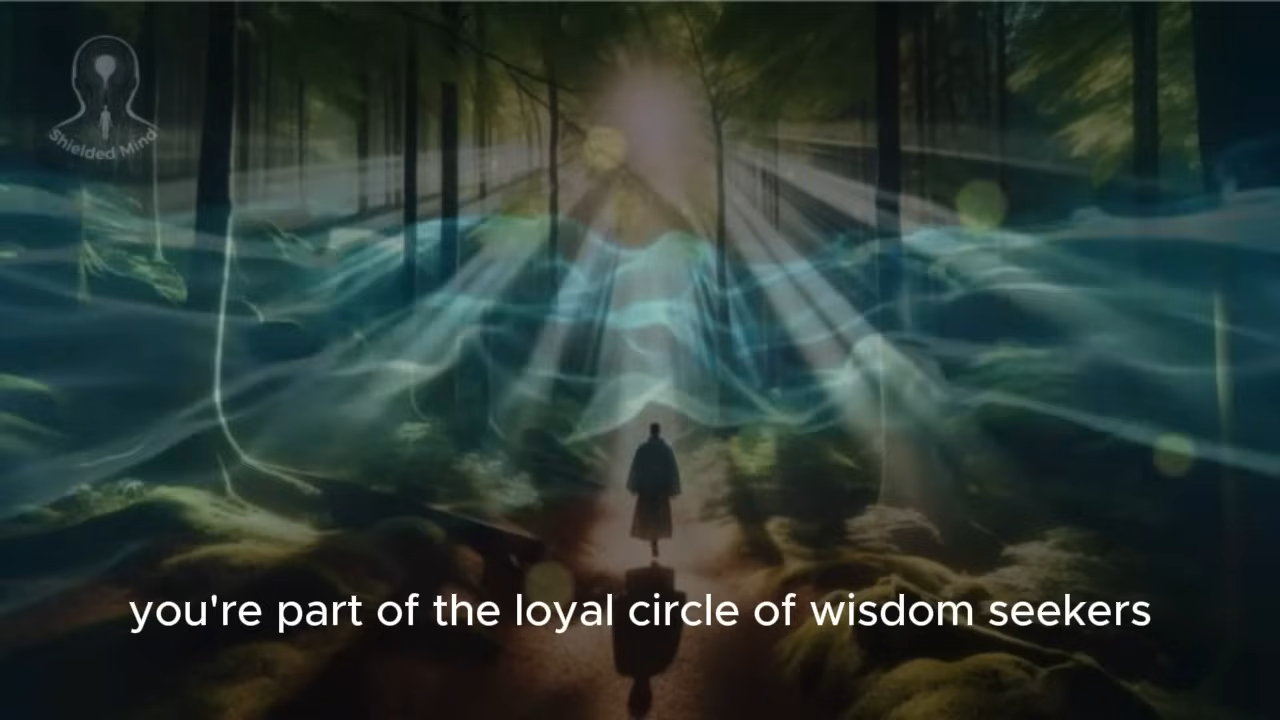 Shielded Mind
you're part of the loyal circle of wisdom seekers